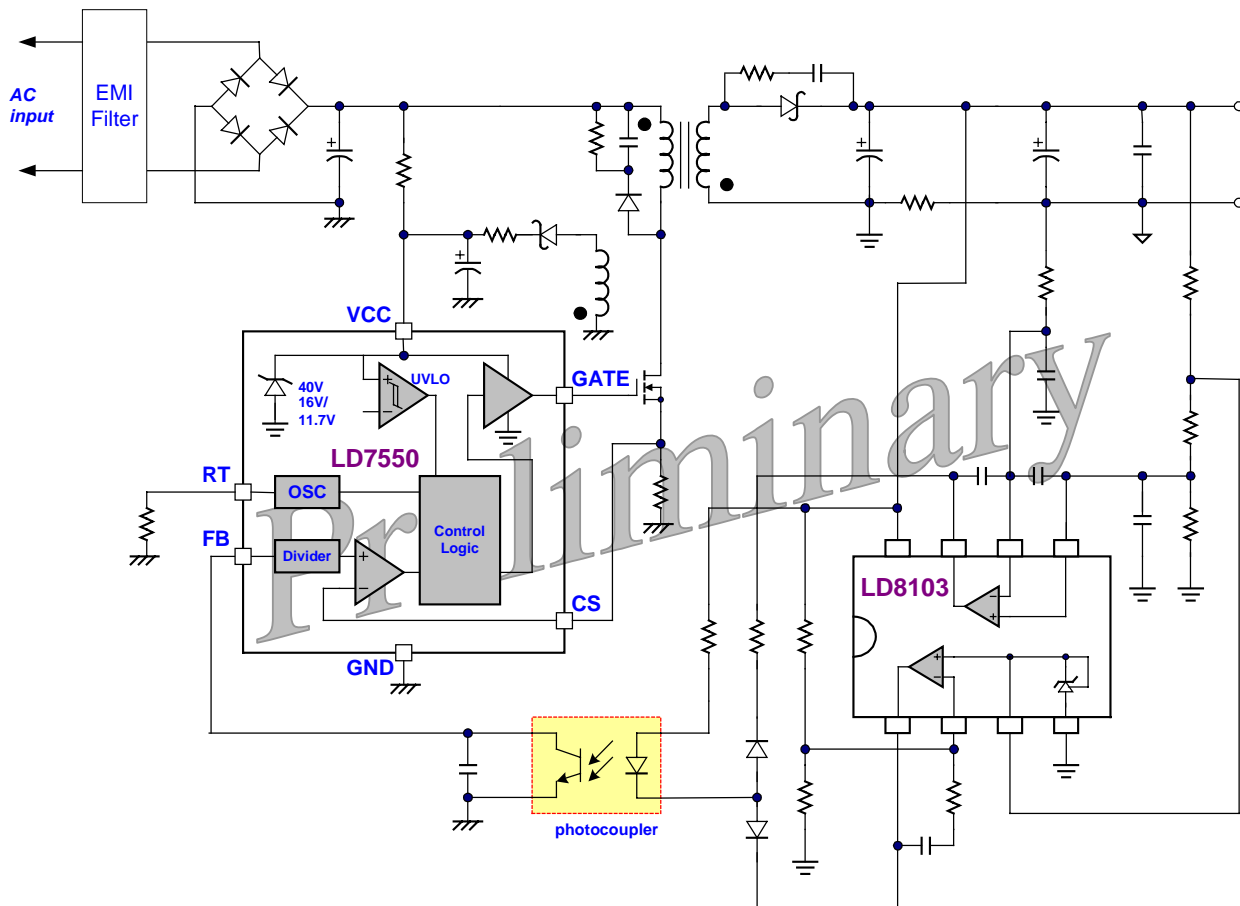 AC
input
EMI
Filter
VCC
UVLO
40V
16V/
11.7V
GATE
LD7550
RT
OSC
Control
Logic
FB
Divider
CS
GND
LD8103
photocoupler
Preliminary